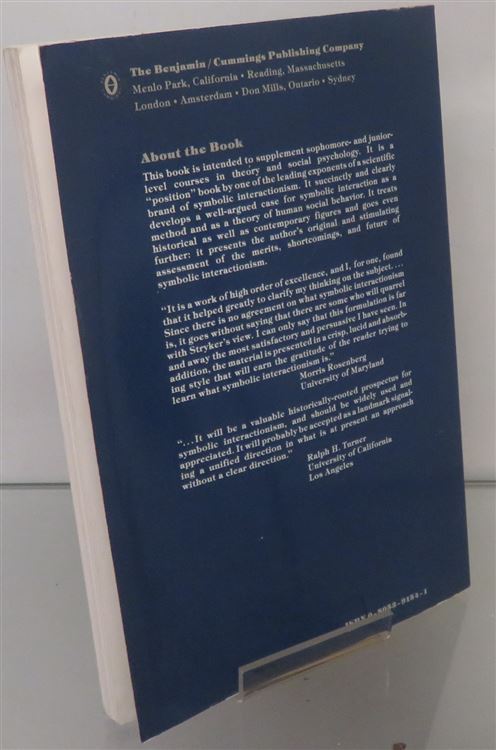 The Benjamin/Cummings Publishing Company
Menlo Park, California • Reading, Massachusetts
London • Amsterdam • Don Mills, Ontario • Sydney
About the Book
This book is intended to supplement sophomore- and junior-
level courses in theory and social psychology. It is a
“position” book by one of the leading exponents of a scientific
brand of symbolic interactionism. It succinctly and clearly
develops a well-argued case for symbolic interaction as a
method and as a theory of human social behavior. It treats
historical as well as contemporary figures and goes even
further: it presents the author's original and stimulating
assessment of the merits, shortcomings, and future of
symbolic interactionism.
“It is a work of high order of excellence, and I, for one, found
that it helped greatly to clarify my thinking on the subject....
Since there is no agreement on what symbolic interactionism
is, it goes without saying that there are some who will quarrel
with Stryker's view. I can only say that this formulation is far
and away the most satisfactory and persuasive I have seen. In
addition, the material is presented in a crisp, lucid and absorb-
ing style that will earn the gratitude of the reader trying to
learn what symbolic interactionism is.”
Morris Rosenberg
University of Maryland
“...It will be a valuable historically-rooted prospectus for
symbolic interactionism, and should be widely used and
appreciated. It will probably be accepted as a landmark signal-
ing a unified direction in what is at present an approach
without a clear direction.”
Ralph H. Turner
University of California
Los Angeles
ISBN 0-8053-9154-1